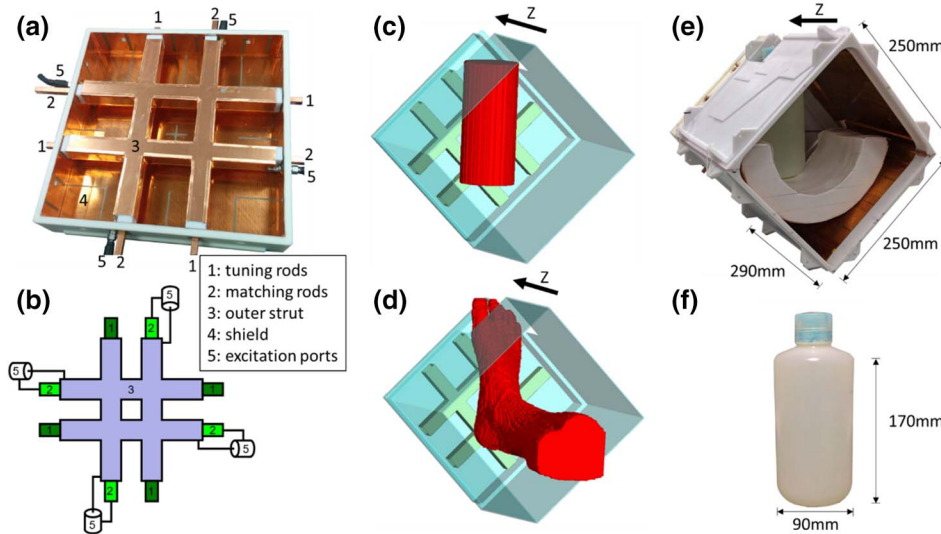 (a)
1
2
5
5
2
1
1
3
2
5
4
5
2
1
1: tuning rods
2: matching rods
3: outer strut
4: shield
5: excitation ports
(b)
5
1
2
5
2
3
1
1
2
5
2
1
5
(c)
Z
(d)
Z
(e)
Z
250mm
250mm
290mm
(f)
170mm
90mm